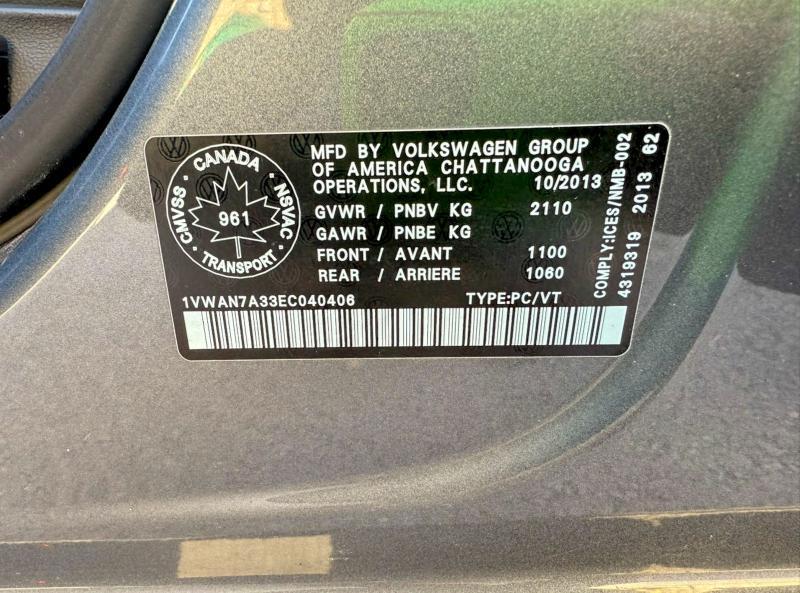 CANADA
CMVSS
NSVAC
961
TRANSPORT
MFD BY VOLKSWAGEN GROUP
OF AMERICA CHATTANOOGA
OPERATIONS, LLC. 10/2013
GVWR / PNBV KG 2110
GAWR / PNBE KG
FRONT / AVANT 1100
REAR / ARRIERE 1060
1VWAN7A33EC040406 TYPE:PC/VT
COMPLY:ICES/NMB-002
4319319 2013 62